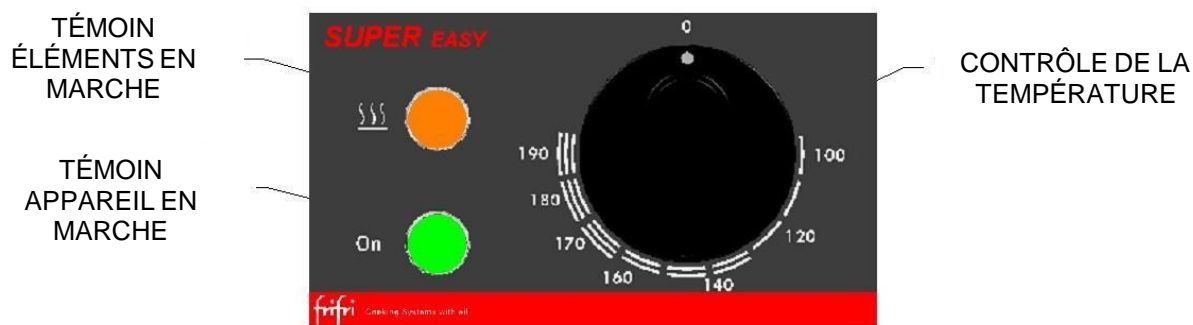 TÉMOIN
ÉLÉMENTS EN
MARCHE
TÉMOIN
APPAREIL EN
MARCHE
SUPER EASY
On
0
100
120
140
160
170
180
190
frifri Cooking Systems with oil
CONTRÔLE DE LA
TEMPÉRATURE